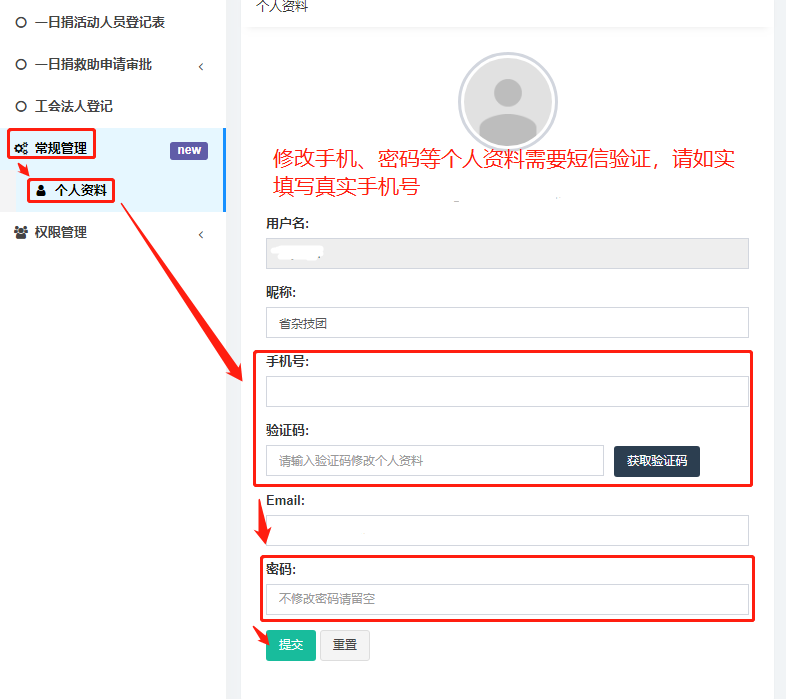 一日捐活动人员登记表
一日捐救助申请审批
工会法人登记
常规管理 new
个人资料
权限管理
个人资料
修改手机、密码等个人资料需要短信验证，请如实
填写真实手机号
用户名:
昵称:
省杂技团
手机号:
验证码:
请输入验证码修改个人资料 获取验证码
Email:
密码:
不修改密码请留空
提交 重置